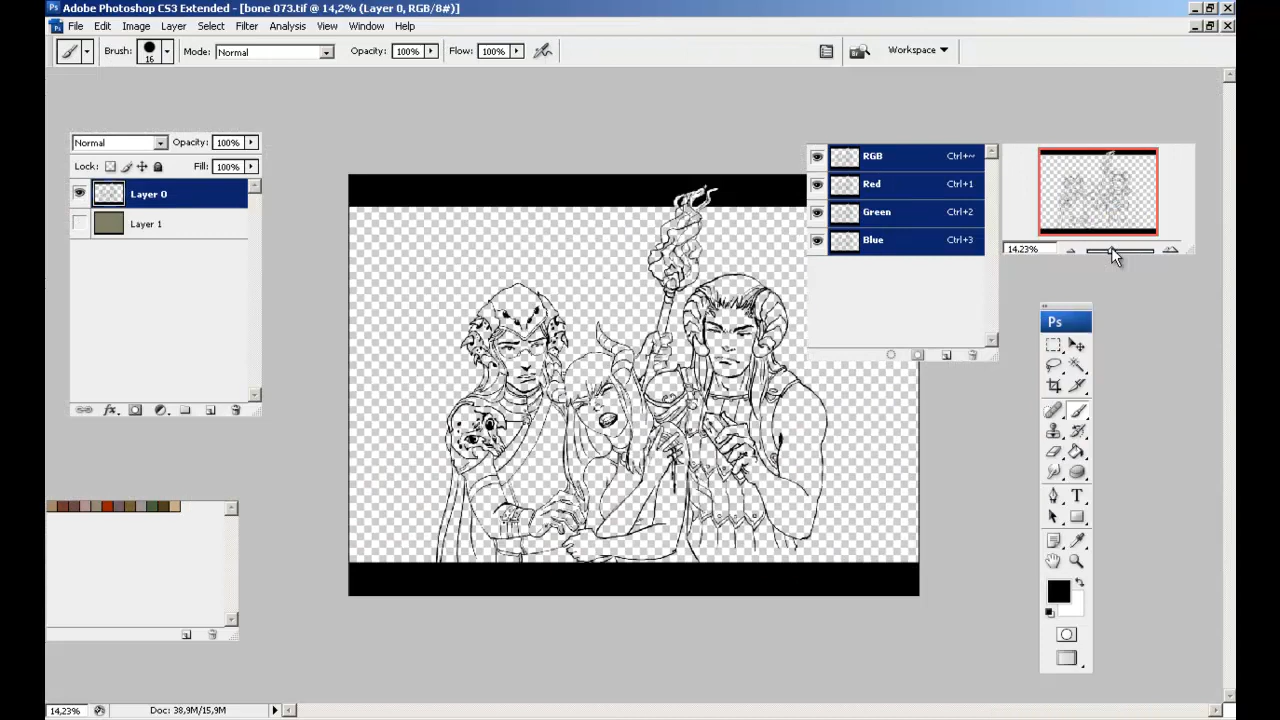 Adobe Photoshop CS3 Extended - [bone 073.tif @ 14,2% (Layer 0, RGB/8#)]
File Edit Image Layer Select Filter Analysis View Window Help
Brush: 16 Mode: Normal Opacity: 100% Flow: 100% Workspace
Normal Opacity: 100%
Lock: Fill: 100%
Layer 0
Layer 1
RGB Ctrl+~
Red Ctrl+1
Green Ctrl+2
Blue Ctrl+3
14.23%
Ps
T
14,23% Doc: 38,9M/15,9M